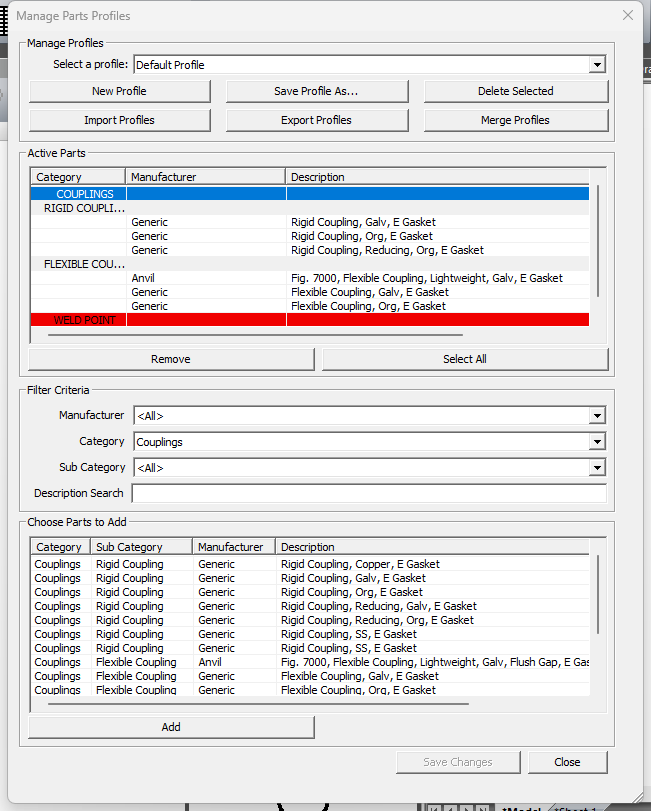 Manage Parts Profiles
Manage Profiles
Select a profile: Default Profile
New Profile Save Profile As... Delete Selected
Import Profiles Export Profiles Merge Profiles
Active Parts
Category Manufacturer Description
COUPLINGS
RIGID COUPLI...
Generic Rigid Coupling, Galv, E Gasket
Generic Rigid Coupling, Org, E Gasket
Generic Rigid Coupling, Reducing, Org, E Gasket
FLEXIBLE COU...
Anvil Fig. 7000, Flexible Coupling, Lightweight, Galv, E Gasket
Generic Flexible Coupling, Galv, E Gasket
Generic Flexible Coupling, Org, E Gasket
WELD POINT
Remove Select All
Filter Criteria
Manufacturer <All>
Category Couplings
Sub Category <All>
Description Search
Choose Parts to Add
Category Sub Category Manufacturer Description
Couplings Rigid Coupling Generic Rigid Coupling, Copper, E Gasket
Couplings Rigid Coupling Generic Rigid Coupling, Galv, E Gasket
Couplings Rigid Coupling Generic Rigid Coupling, Org, E Gasket
Couplings Rigid Coupling Generic Rigid Coupling, Reducing, Galv, E Gasket
Couplings Rigid Coupling Generic Rigid Coupling, Reducing, Org, E Gasket
Couplings Rigid Coupling Generic Rigid Coupling, SS, E Gasket
Couplings Rigid Coupling Generic Rigid Coupling, SS, E Gasket
Couplings Flexible Coupling Anvil Fig. 7000, Flexible Coupling, Lightweight, Galv, Flush Gap, E Gas
Couplings Flexible Coupling Generic Flexible Coupling, Galv, E Gasket
Couplings Flexible Coupling Generic Flexible Coupling, Org, E Gasket
Add
Save Changes Close
*Model *Sheet 1